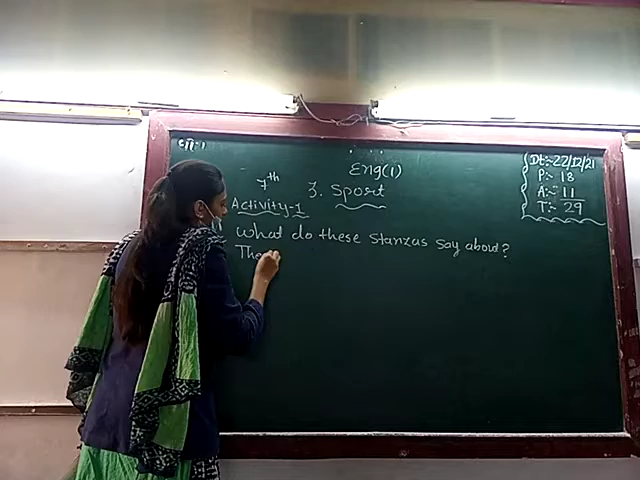 Eng(1)
7th
3. Sport
Activity-1
What do these stanzas say about?
The
Dt:- 22/12/21
P:- 18
A:- 11
T:- 29